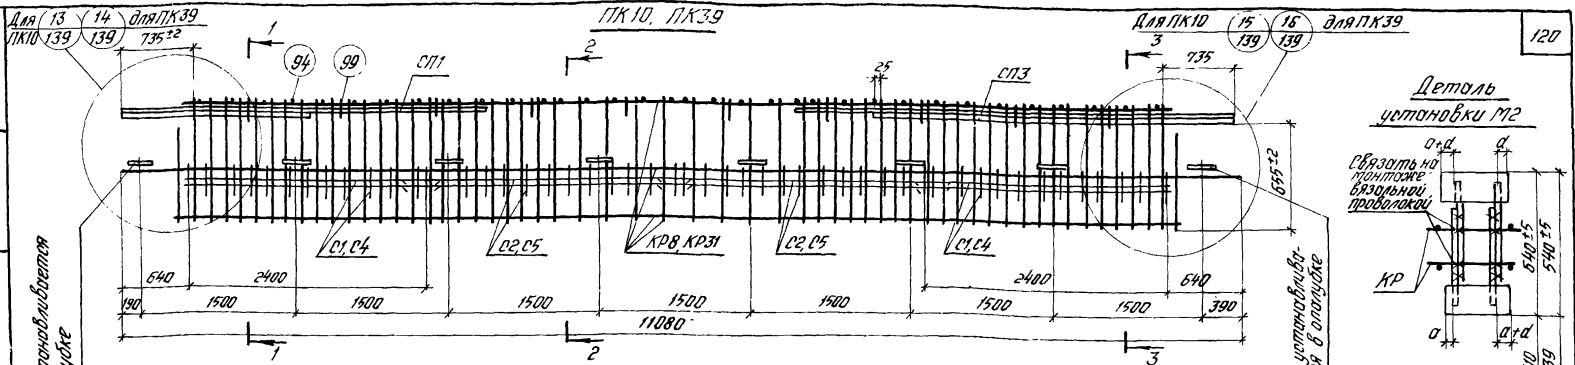 ПК10, ПК39
120
Для ПК10 13/139 14/139 для ПК39
735±2
1
2
3
94 99 СП1
25
СП3
Для ПК10 15/139 16/139 для ПК39
735
655±2
С1,С4
С2,С5
КР8,КР31
С2,С5
С1,С4
640 2400 2400 640
190 1500 1500 1500 1500 1500 1500 1500 390
11080
1
2
3
Деталь
установки М2
а+d d
Связать на
монтаже
вязальной
проволокой
КР
640±5
540±5
а а+d
устанавлива-
в опалубке